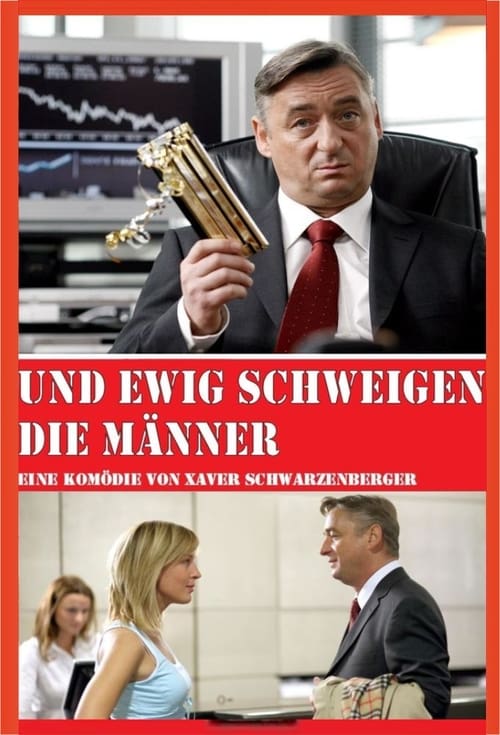 UND EWIG SCHWEIGEN
DIE MÄNNER
EINE KOMÖDIE VON XAVER SCHWARZENBERGER